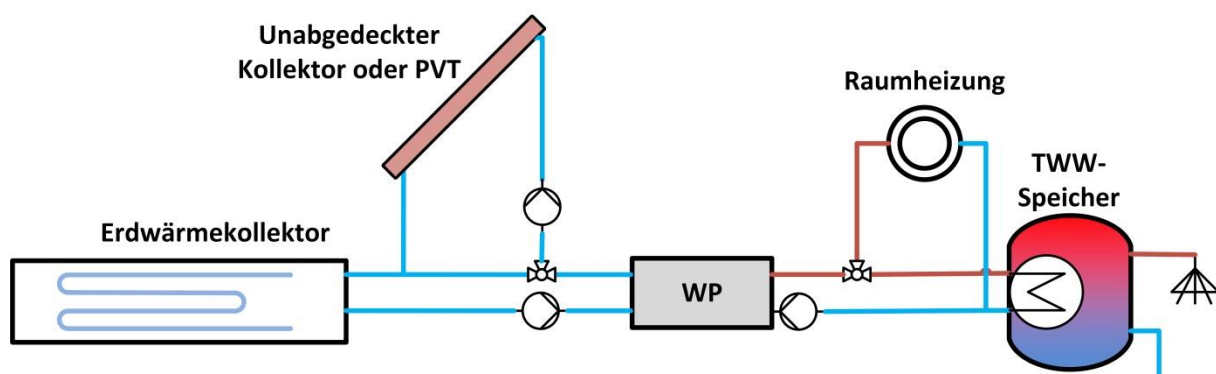 Unabgedeckter
Kollektor oder PVT
Raumheizung
TWW-
Speicher
Erdwärmekollektor
WP